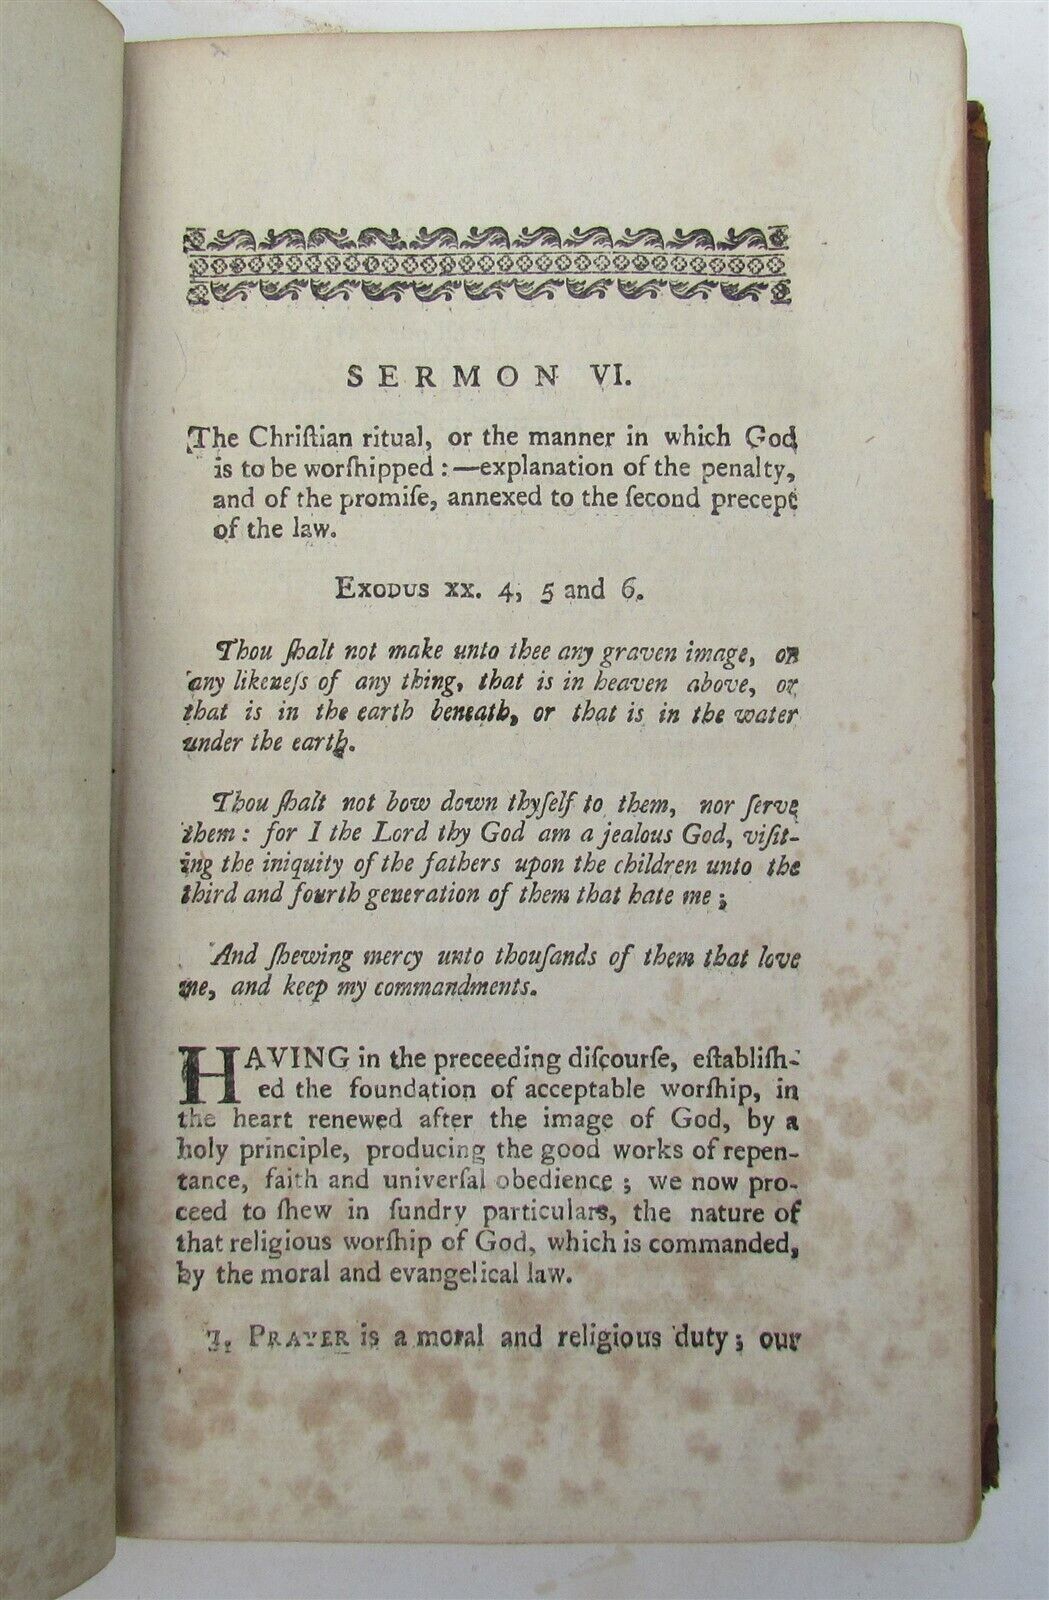 SERMON VI.
The Chriſtian ritual, or the manner in which God
is to be worſhipped :—explanation of the penalty,
and of the promiſe, annexed to the ſecond precept
of the law.
EXODUS XX. 4, 5 and 6.
Thou ſhalt not make unto thee any graven image, or
any likeneſs of any thing, that is in heaven above, or
that is in the earth beneath, or that is in the water
under the earth.
Thou ſhalt not bow down thyſelf to them, nor ſerve
them : for I the Lord thy God am a jealous God, viſit-
ing the iniquity of the fathers upon the children unto the
third and fourth generation of them that hate me ;
And ſhewing mercy unto thouſands of them that love
me, and keep my commandments.
HAVING in the preceeding diſcourſe, eſtabliſh-
ed the foundation of acceptable worſhip, in
the heart renewed after the image of God, by a
holy principle, producing the good works of repen-
tance, faith and univerſal obedience ; we now pro-
ceed to ſhew in ſundry particulars, the nature of
that religious worſhip of God, which is commanded,
by the moral and evangelical law.
1. PRAYER is a moral and religious duty ; our